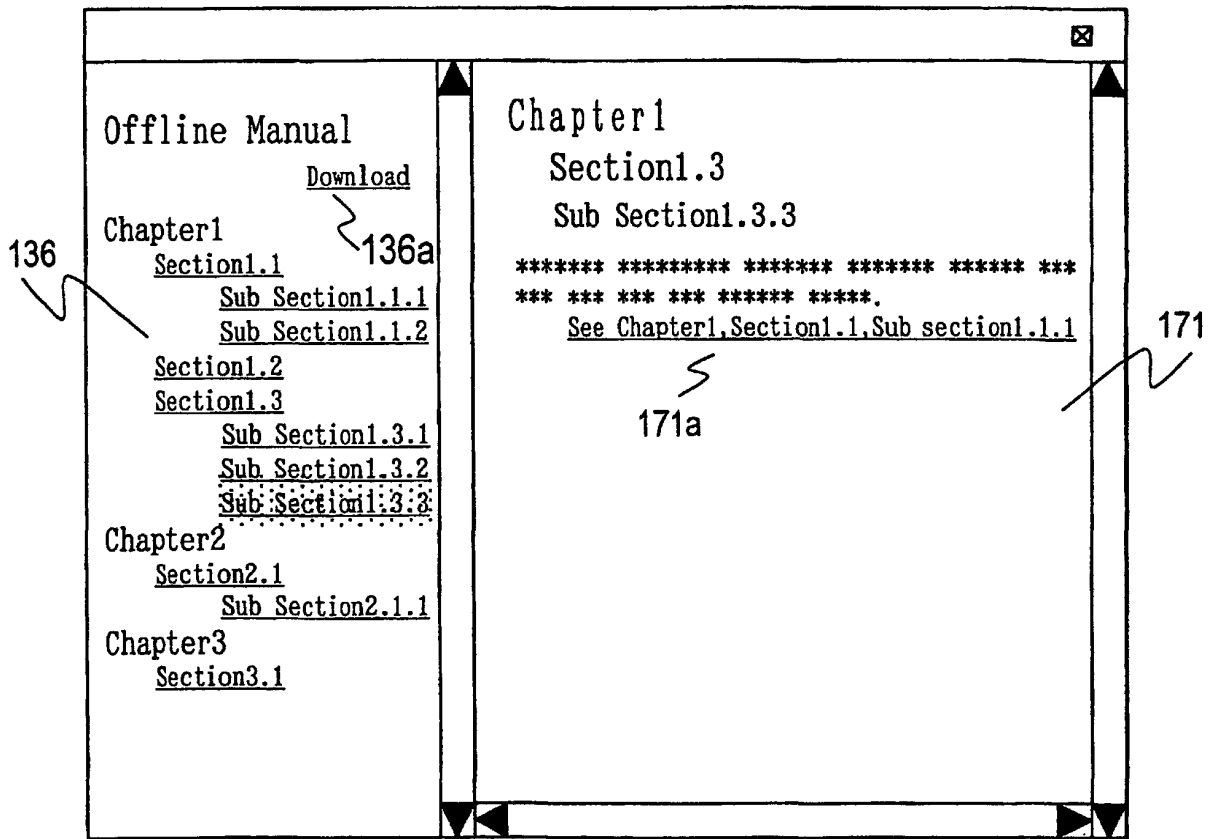 Offline Manual
Download
136a
Chapter1
136
Section1.1
Sub Section1.1.1
Sub Section1.1.2
Section1.2
Section1.3
Sub Section1.3.1
Sub Section1.3.2
Sub Section1.3.3
Chapter2
Section2.1
Sub Section2.1.1
Chapter3
Section3.1
Chapter1
Section1.3
Sub Section1.3.3
******* ********* ******* ******* ****** ***
*** *** *** *** ****** *****.
See Chapter1,Section1.1,Sub section1.1.1
171a
171